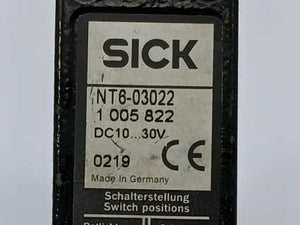 SICK
NT6-03022
1 005 822
DC10...30V
0219 CE
Made in Germany
Schalterstellung
Switch positions